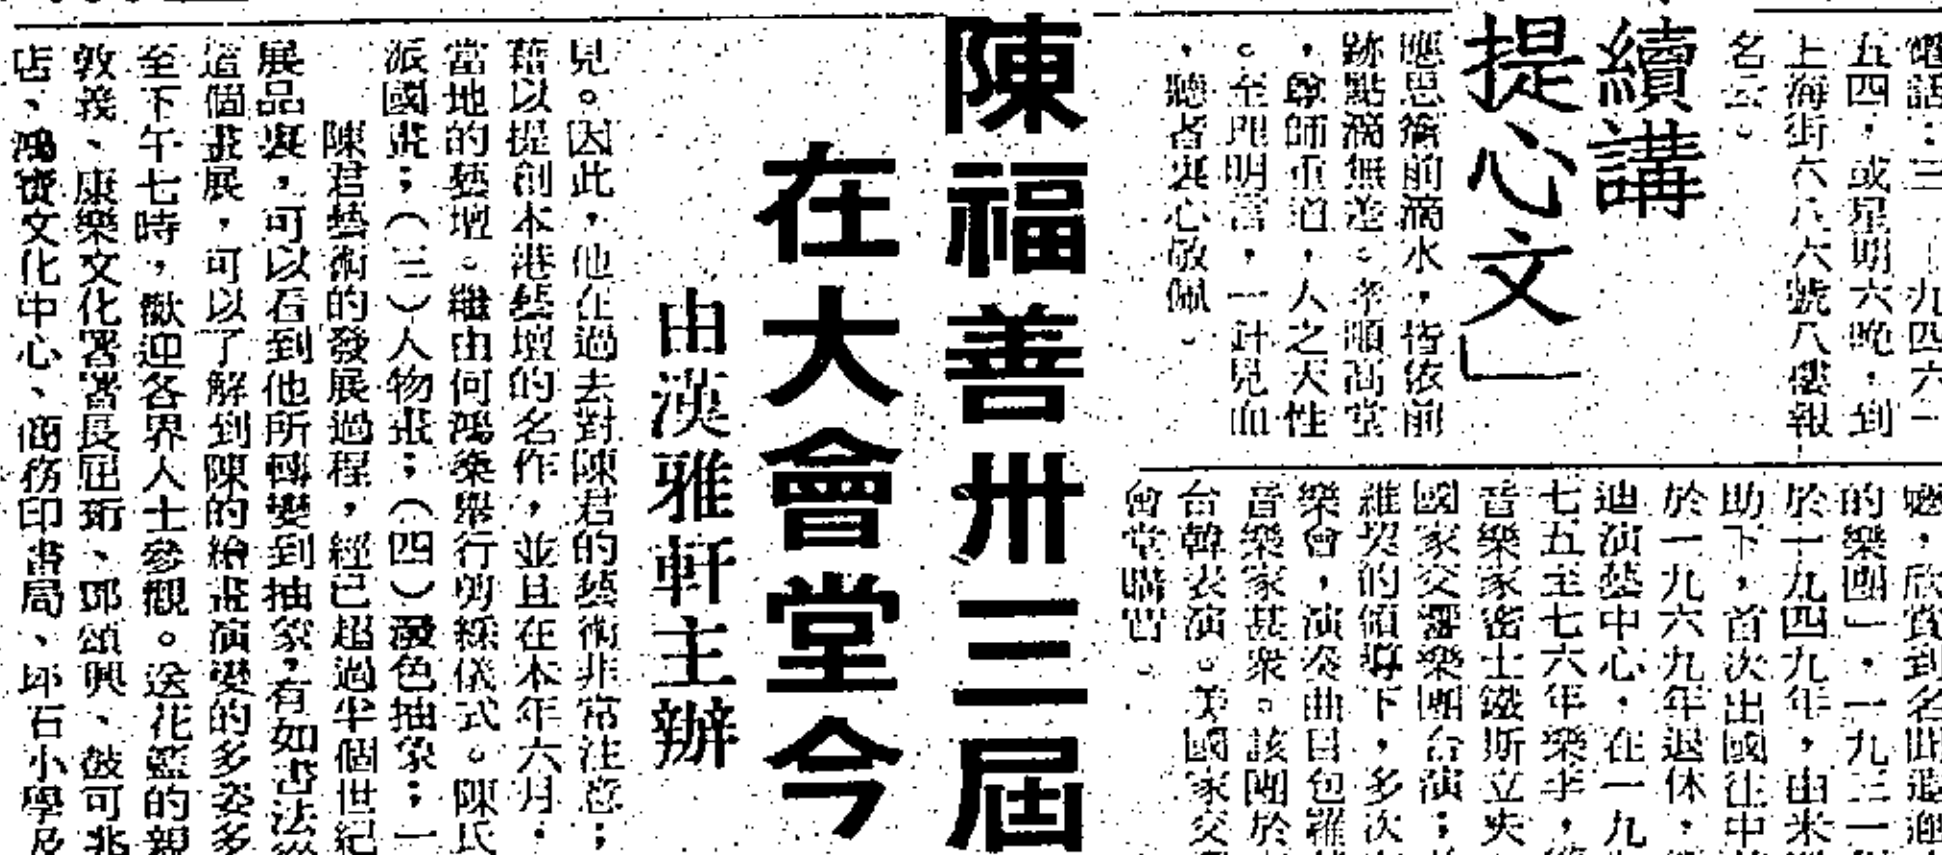 電話：三
五四，或星期六晚，到
上海街六八六號八樓報
名云。
續講
提心文」
應思簷前滴水，皆依前
跡點滴無差。孝順高堂
，尊師重道，人之天性
。至理明言，一針見血
，聽者衷心敬佩。
，欣賞到名
的樂團」。一九三一
於一九四九年，由米
助下，首次出國往中
於一九六九年退休，
迪演藝中心，在一九
七五至七六年樂季，
音樂家密士鐵斯立夫
國家交響樂團台演；
維契的領導下，多次
樂會，演奏曲目包羅
音樂家甚衆。該團於
台韓表演。美國家交
會堂購買。
陳福善卅三屆
在大會堂今
由漢雅軒主辦
見。因此，他在過去對陳君的藝術非常注意；
藉以提創本港藝壇的名作，並且在本年六月；
當地的藝壇。繼由何鴻燊舉行剪綵儀式。陳氏
派國畫；（三）人物畫；（四）潑色抽象；一
陳君藝術的發展過程，經已超過半個世紀
展品裏，可以看到他所轉變到抽象，有如書法從
這個畫展，可以了解到陳的繪畫演變的多姿多
至下午七時，歡迎各界人士參觀。送花籃的親
敦義、康樂文化署署長屈珩、鄧頌興、鼓可兆
店、鴻寶文化中心、商務印書局、坏石小學及